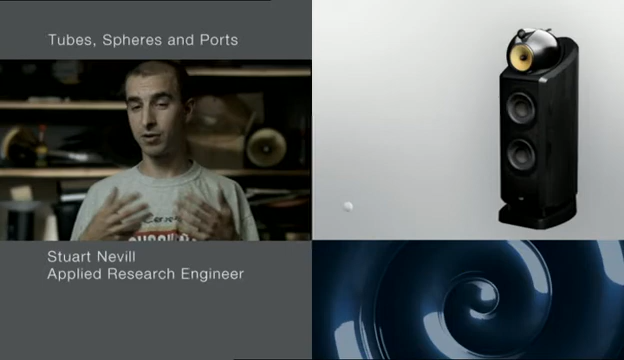 Tubes, Spheres and Ports
Stuart Nevill
Applied Research Engineer